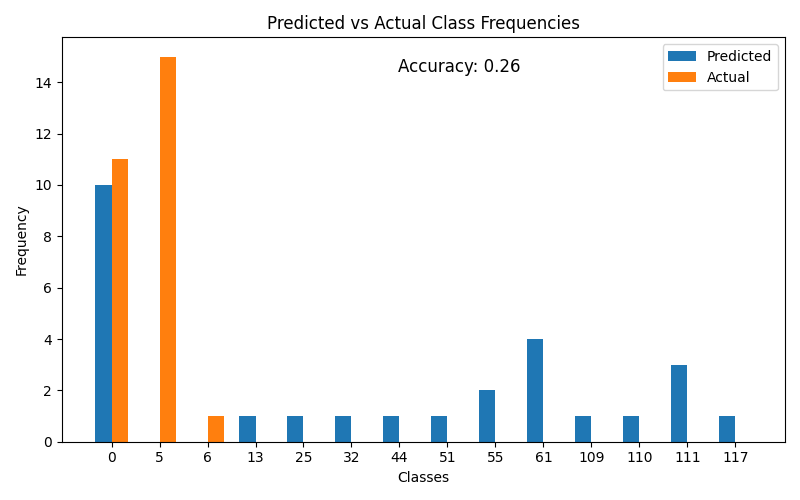 Predicted vs Actual Class Frequencies
Accuracy: 0.26
Predicted
Actual
Frequency
14
12
10
8
6
4
2
0
0 5 6 13 25 32 44 51 55 61 109 110 111 117
Classes